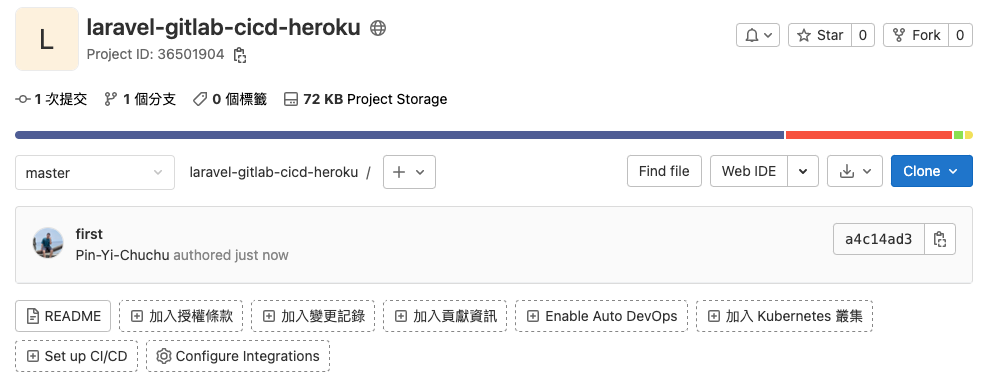 L
laravel-gitlab-cicd-heroku
Project ID: 36501904
Star 0
Fork 0
1 次提交 1 個分支 0 個標籤 72 KB Project Storage
master
laravel-gitlab-cicd-heroku /
Find file
Web IDE
Clone
first
Pin-Yi-Chuchu authored just now
a4c14ad3
README 加入授權條款 加入變更記錄 加入貢獻資訊 Enable Auto DevOps 加入 Kubernetes 叢集
Set up CI/CD Configure Integrations